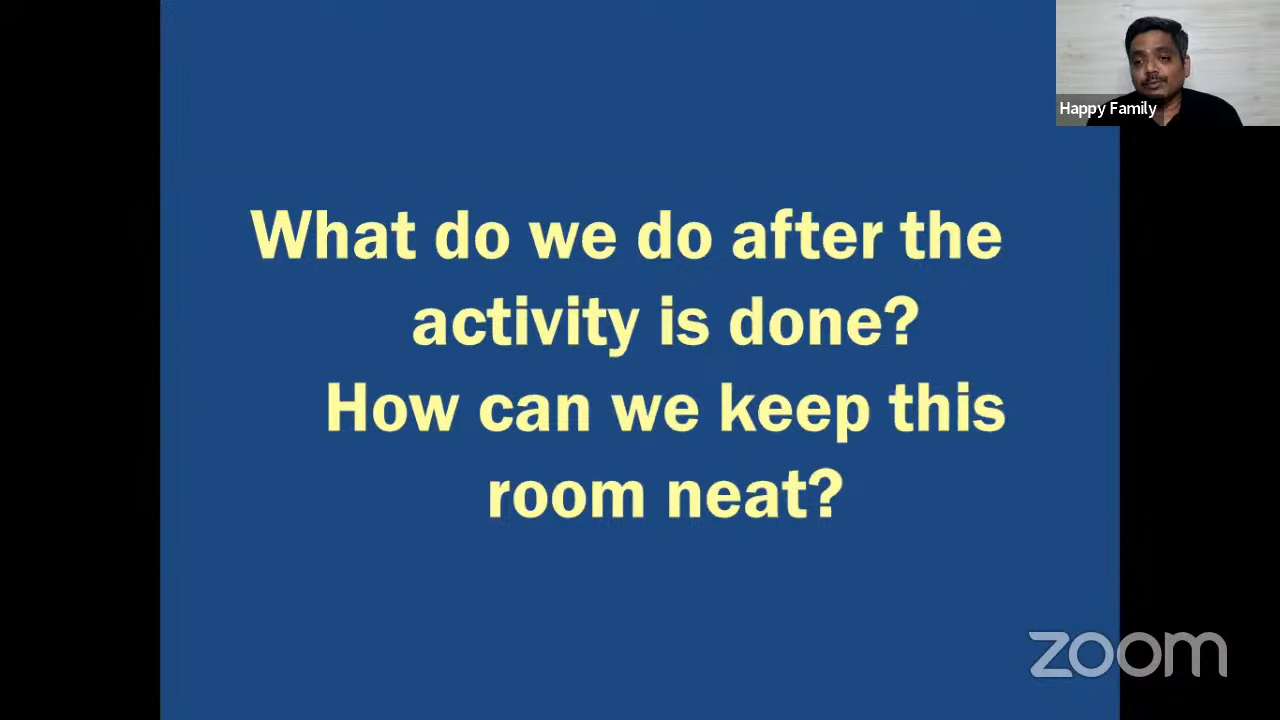 Happy Family
What do we do after the
activity is done?
How can we keep this
room neat?
zoom